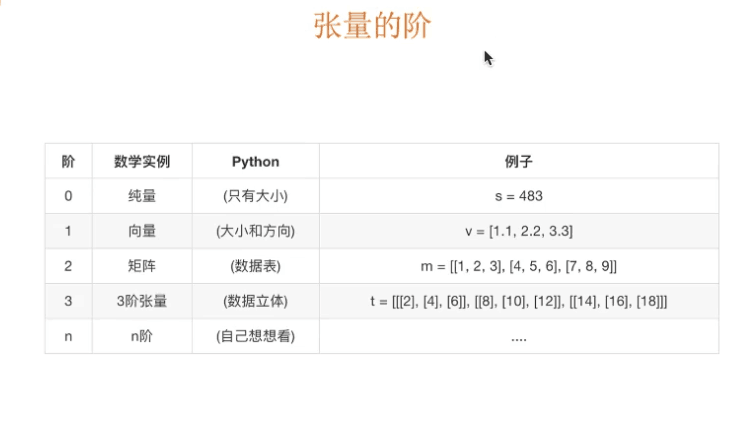 张量的阶
阶 数学实例 Python 例子
0 纯量 (只有大小) s = 483
1 向量 (大小和方向) v = [1.1, 2.2, 3.3]
2 矩阵 (数据表) m = [[1, 2, 3], [4, 5, 6], [7, 8, 9]]
3 3阶张量 (数据立体) t = [[[2], [4], [6]], [[8], [10], [12]], [[14], [16], [18]]]
n n阶 (自己想想看) ....